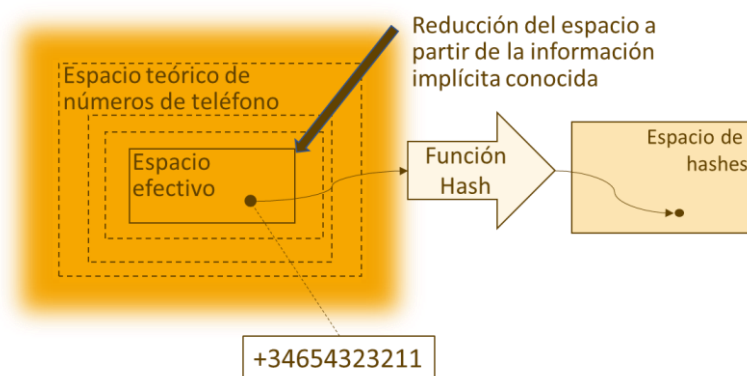 Reducción del espacio a
partir de la información
implícita conocida
Espacio teórico de
números de teléfono
Espacio
efectivo
Función
Hash
Espacio de
hashes
+34654323211